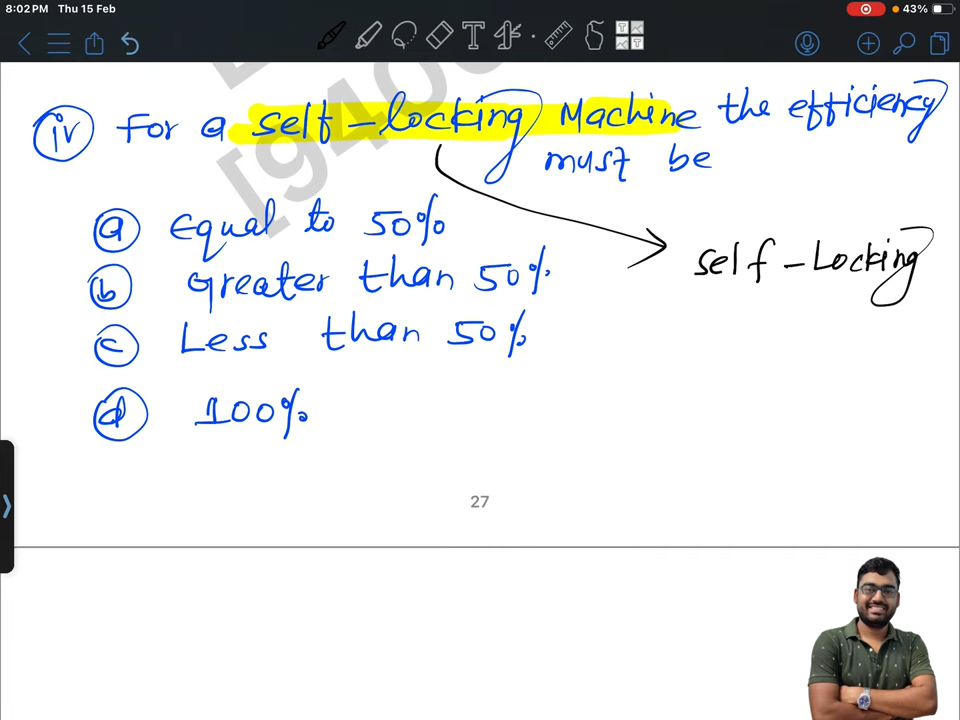 8:02 PM Thu 15 Feb
43%
[940
iv For a self-locking Machine the efficiency
must be
a Equal to 50%
b Greater than 50%
c Less than 50%
d 100%
self-Locking
27